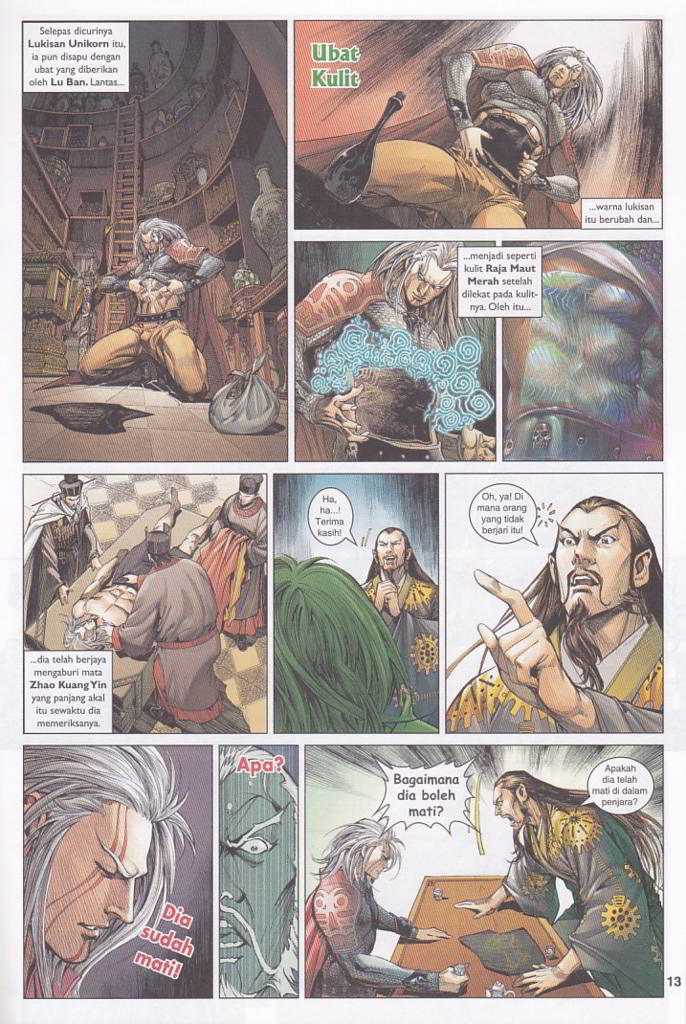 Selepas dicurinya
Lukisan Unikorn itu,
ia pun disapu dengan
ubat yang diberikan
oleh Lu Ban. Lantas...
Ubat
Kulit
...warna lukisan
itu berubah dan...
...menjadi seperti
kulit Raja Maut
Merah setelah
dilekat pada kulit-
nya. Oleh itu...
...dia telah berjaya
mengaburi mata
Zhao Kuang Yin
yang panjang akal
itu sewaktu dia
memeriksanya.
Ha,
ha...!
Terima
kasih!
Oh, ya! Di
mana orang
yang tidak
berjari itu!
Dia
sudah
mati!
Apa?
Bagaimana
dia boleh
mati?
Apakah
dia telah
mati di dalam
penjara?
13